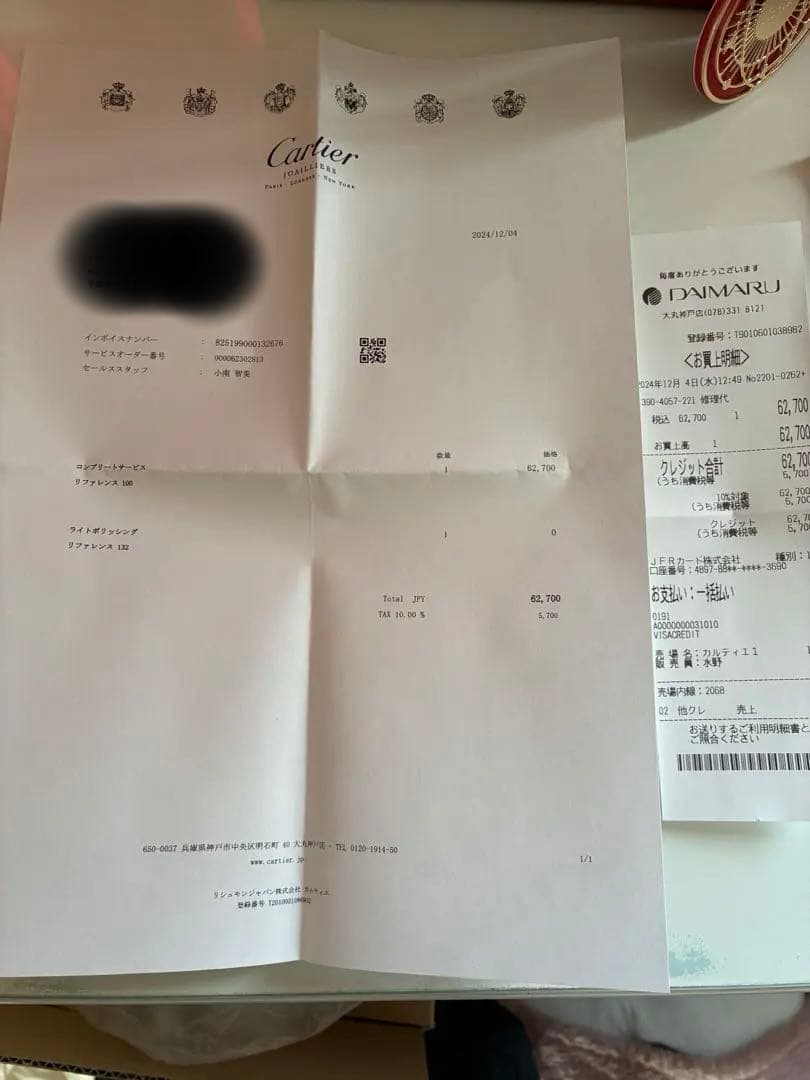 Cartier
JOAILLIERS
PARIS - LONDRES - NEW YORK
2024/12/04
インボイスナンバー : 825199000132676
サービスオーダー番号 : 000062302813
セールススタッフ : 小南 智美
数量 価格
コンプリートサービス 1 62,700
リファレンス 100
ライトポリッシング 1 0
リファレンス 132
Total JPY 62,700
TAX 10.00 % 5,700
650-0037 兵庫県神戸市中央区明石町 40 大丸神戸店 - TEL 0120-1914-50
www.cartier.jp
1/1
リシュモンジャパン株式会社 カルティエ
登録番号
毎度ありがとうございます
DAIMARU
大丸神戸店(078)331 8121
登録番号:T9010601038982
<お買上明細>
2024年12月 4日(水)12:49 No2201-0262+
390-4057-221 修理代 62,700
税込 62,700 1
お買上高 1 62,700
クレジット合計 62,700
(うち消費税等 5,700
10%対象 62,700
(うち消費税等 5,700
クレジット 62,70
(うち消費税等 5,70
JFRカード株式会社 種別:1
口座番号:4897-88**-****-3690
お支払い:一括払い
0191
A0000000031010
VISACREDIT
売 場 名:カルティエ1 1
販 売 員:水野
売場内線:2068
02 他クレ 売上
お送りするご利用明細書と
ご照合ください